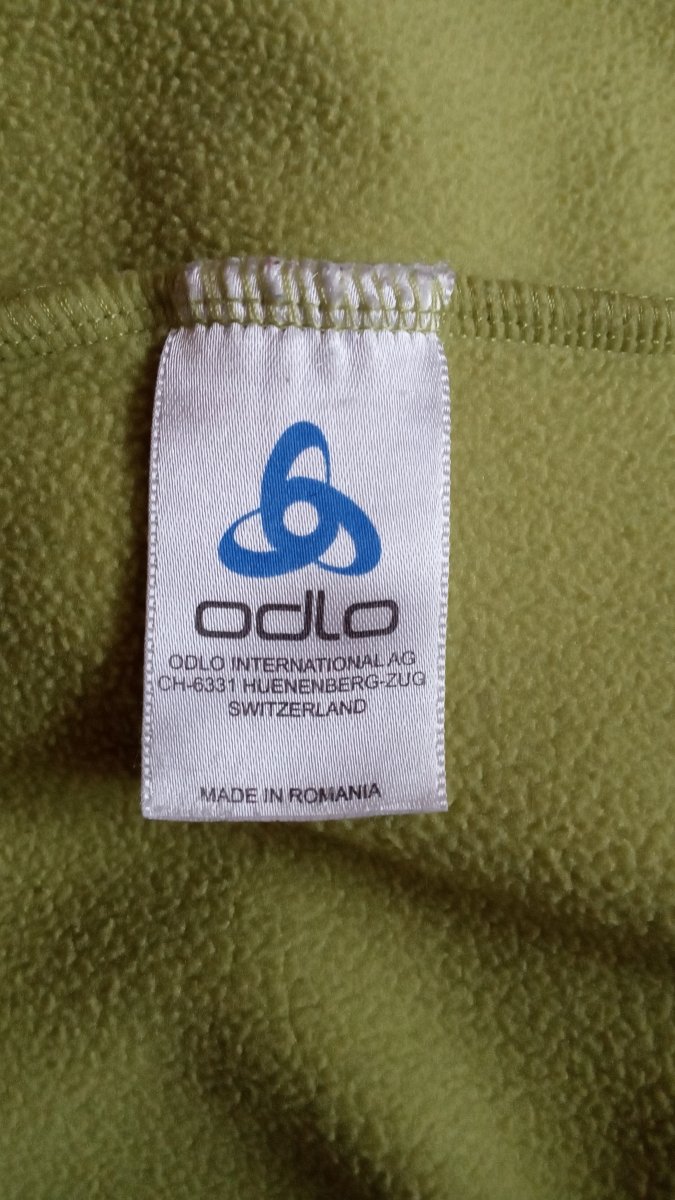 odlo
ODLO INTERNATIONAL AG
CH-6331 HUENENBERG-ZUG
SWITZERLAND
MADE IN ROMANIA